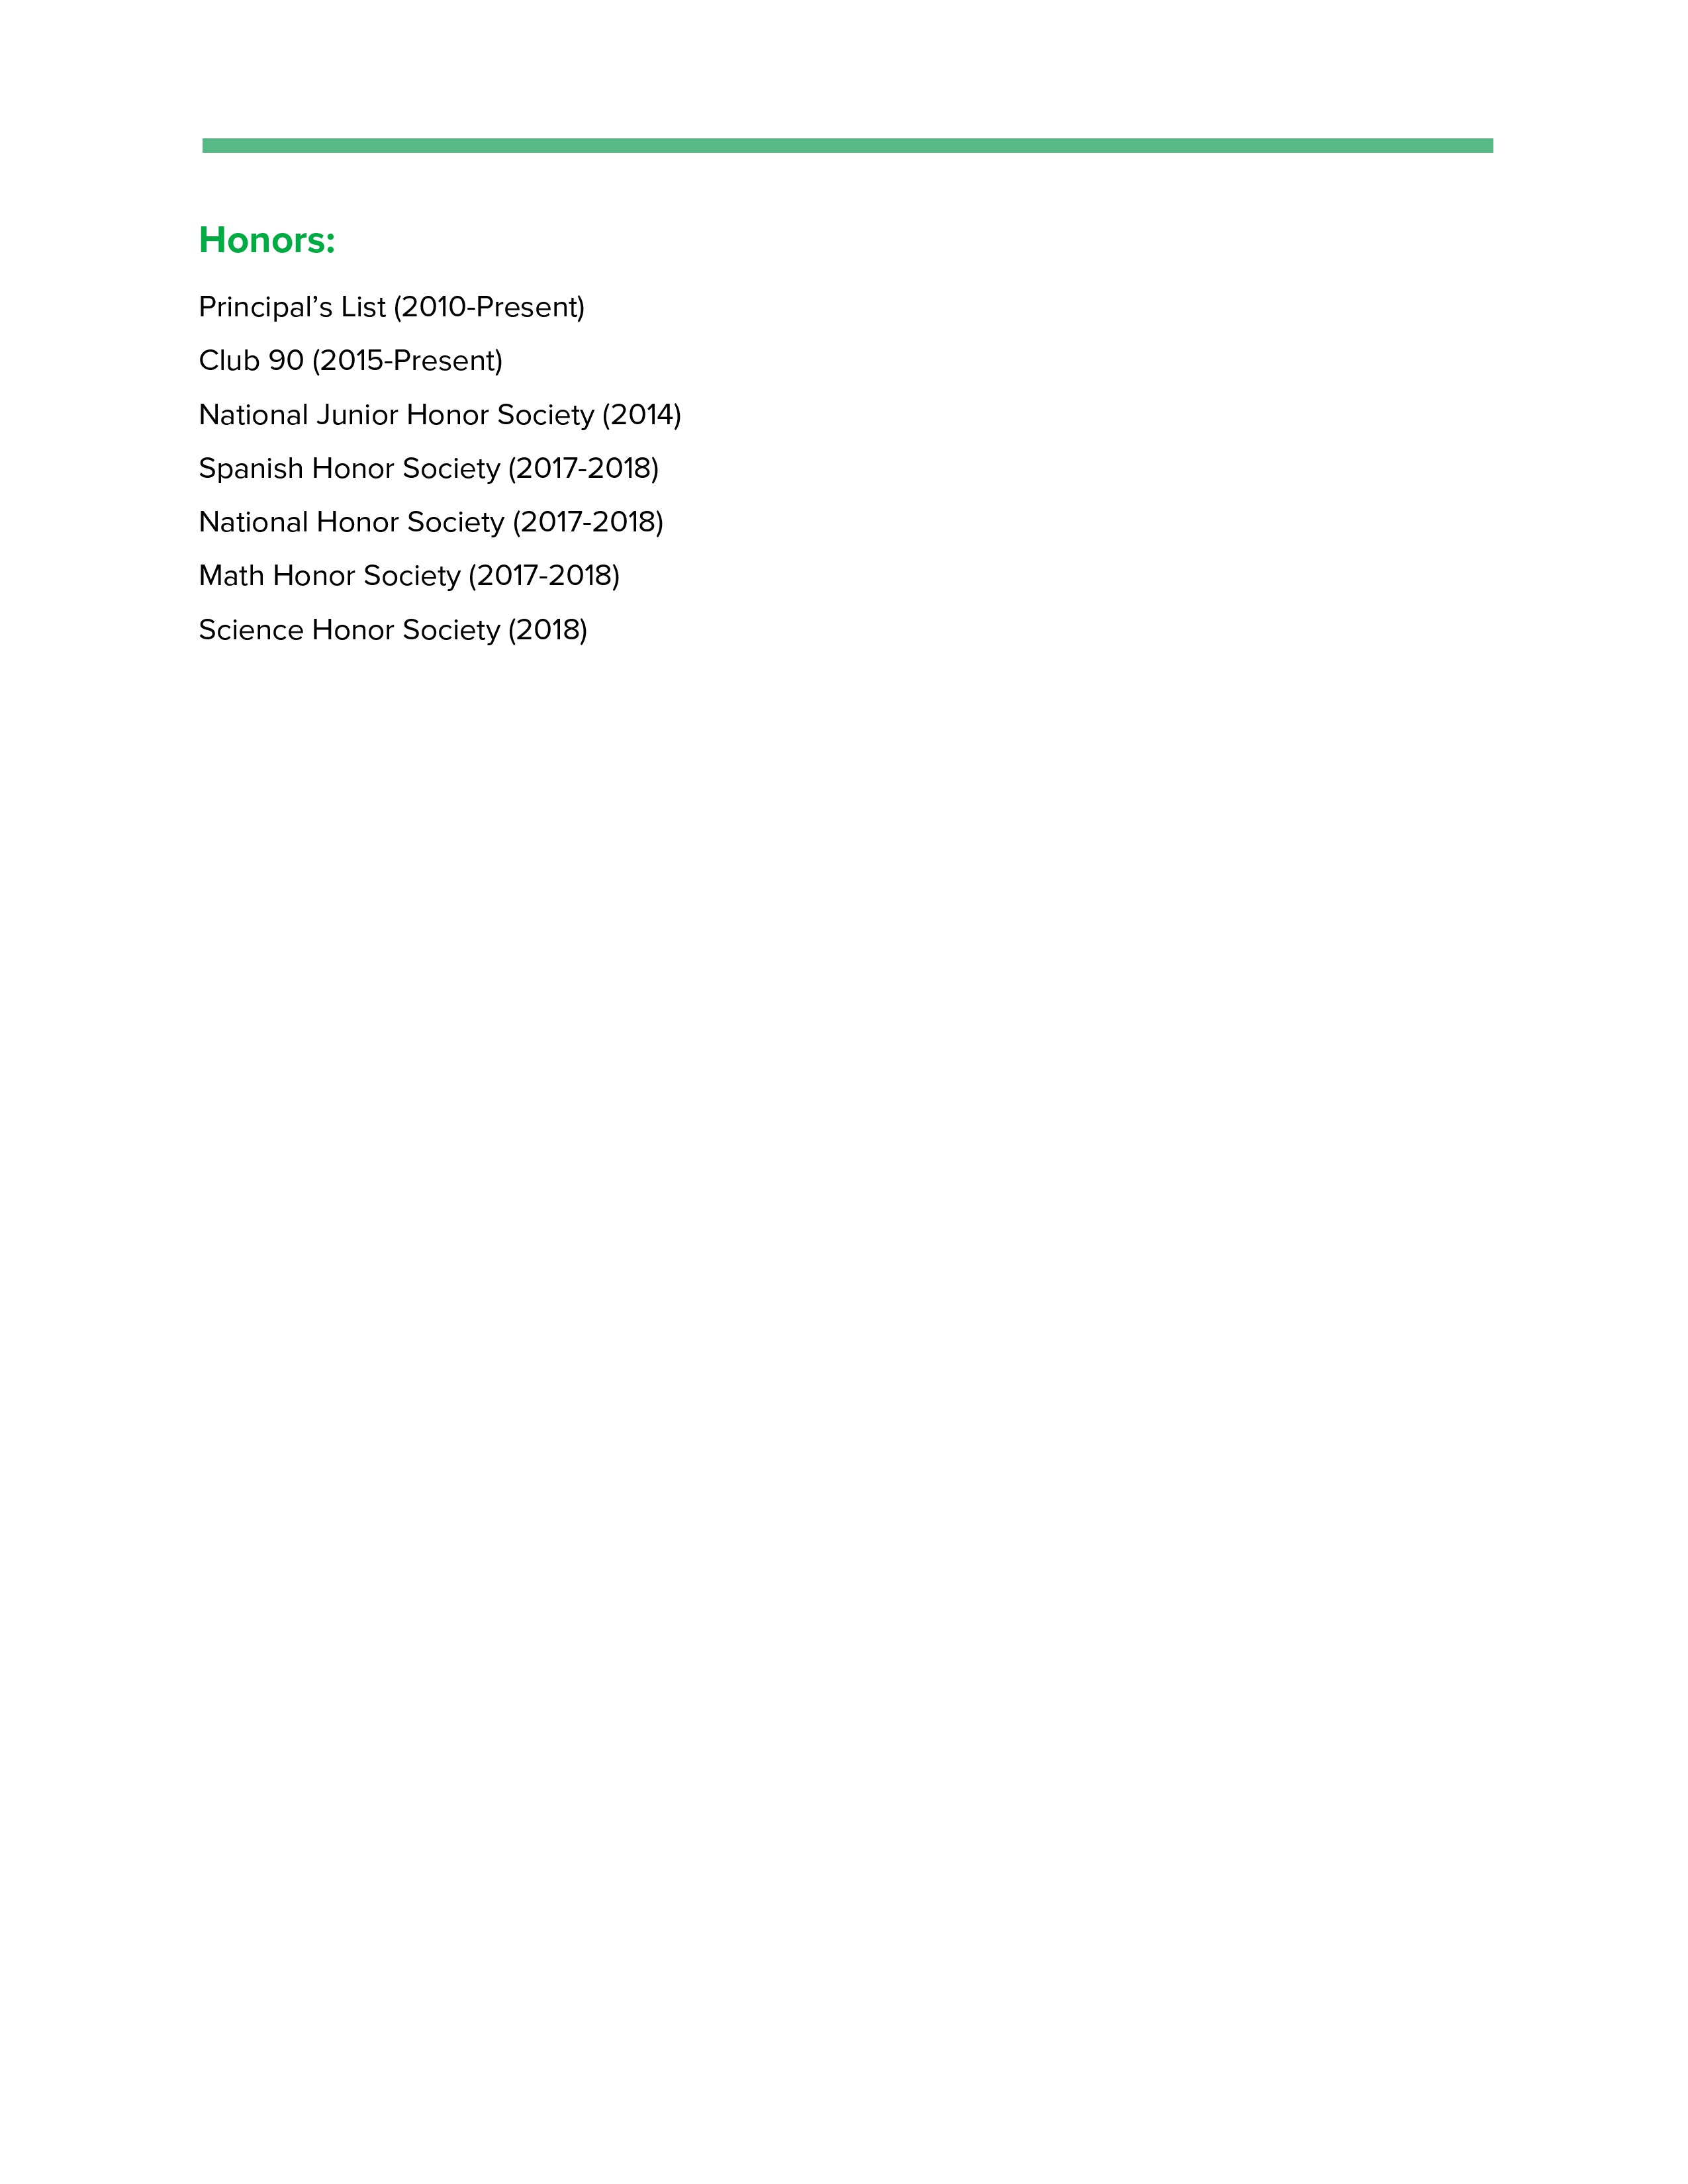 Honors:
Principal’s List (2010-Present)
Club 90 (2015-Present)
National Junior Honor Society (2014)
Spanish Honor Society (2017-2018)
National Honor Society (2017-2018)
Math Honor Society (2017-2018)
Science Honor Society (2018)